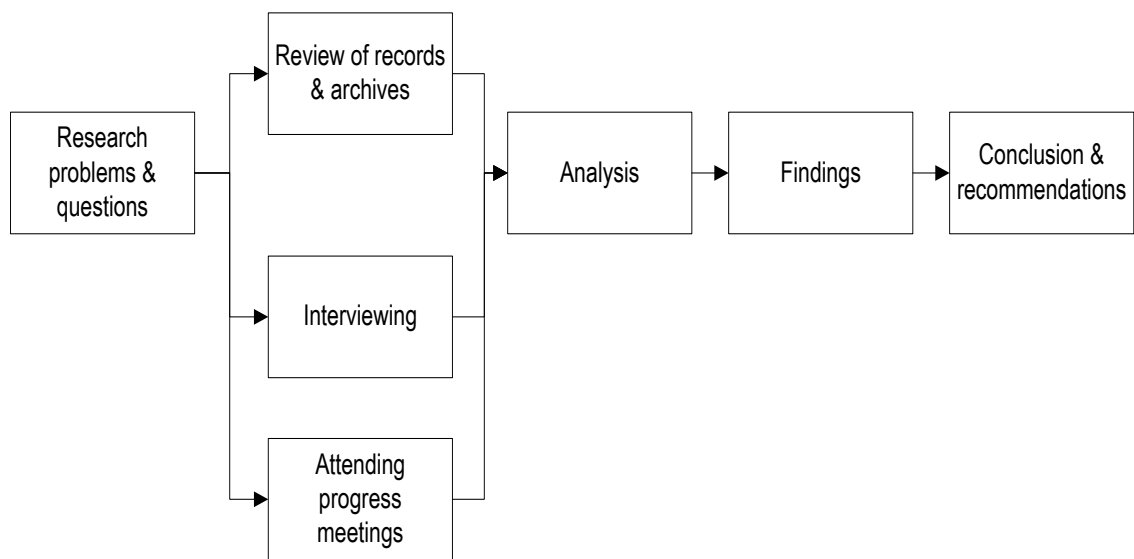 Research
problems &
questions
Review of records
& archives
Interviewing
Attending
progress
meetings
Analysis
Findings
Conclusion &
recommendations